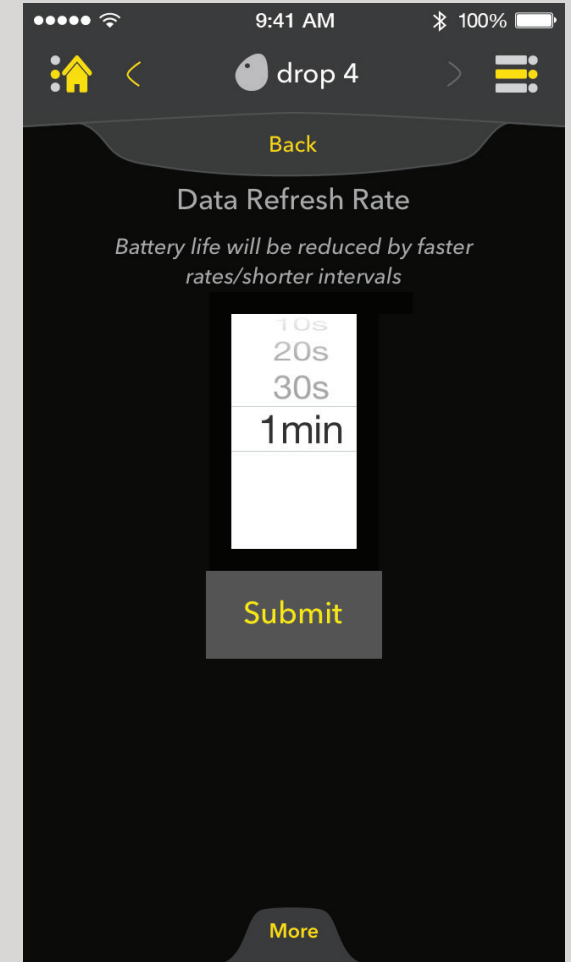 9:41 AM
100%
drop 4
Back
Data Refresh Rate
Battery life will be reduced by faster
rates/shorter intervals
10s
20s
30s
1min
Submit
More